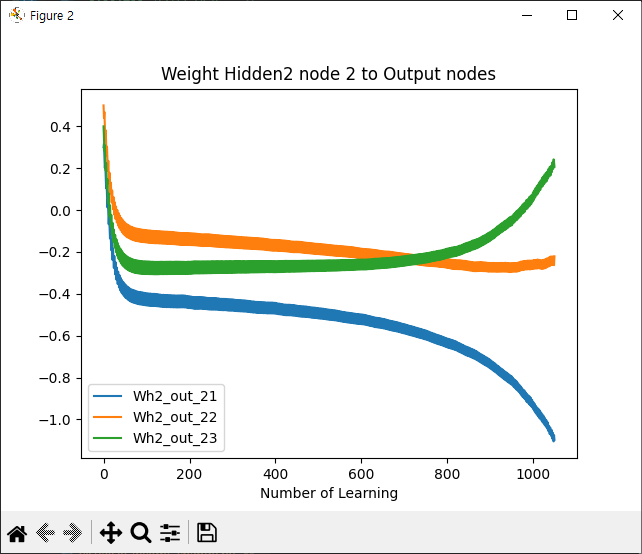 Figure 2
Weight Hidden2 node 2 to Output nodes
0.4
0.2
0.0
−0.2
−0.4
−0.6
−0.8
−1.0
Wh2_out_21
Wh2_out_22
Wh2_out_23
0 200 400 600 800 1000
Number of Learning